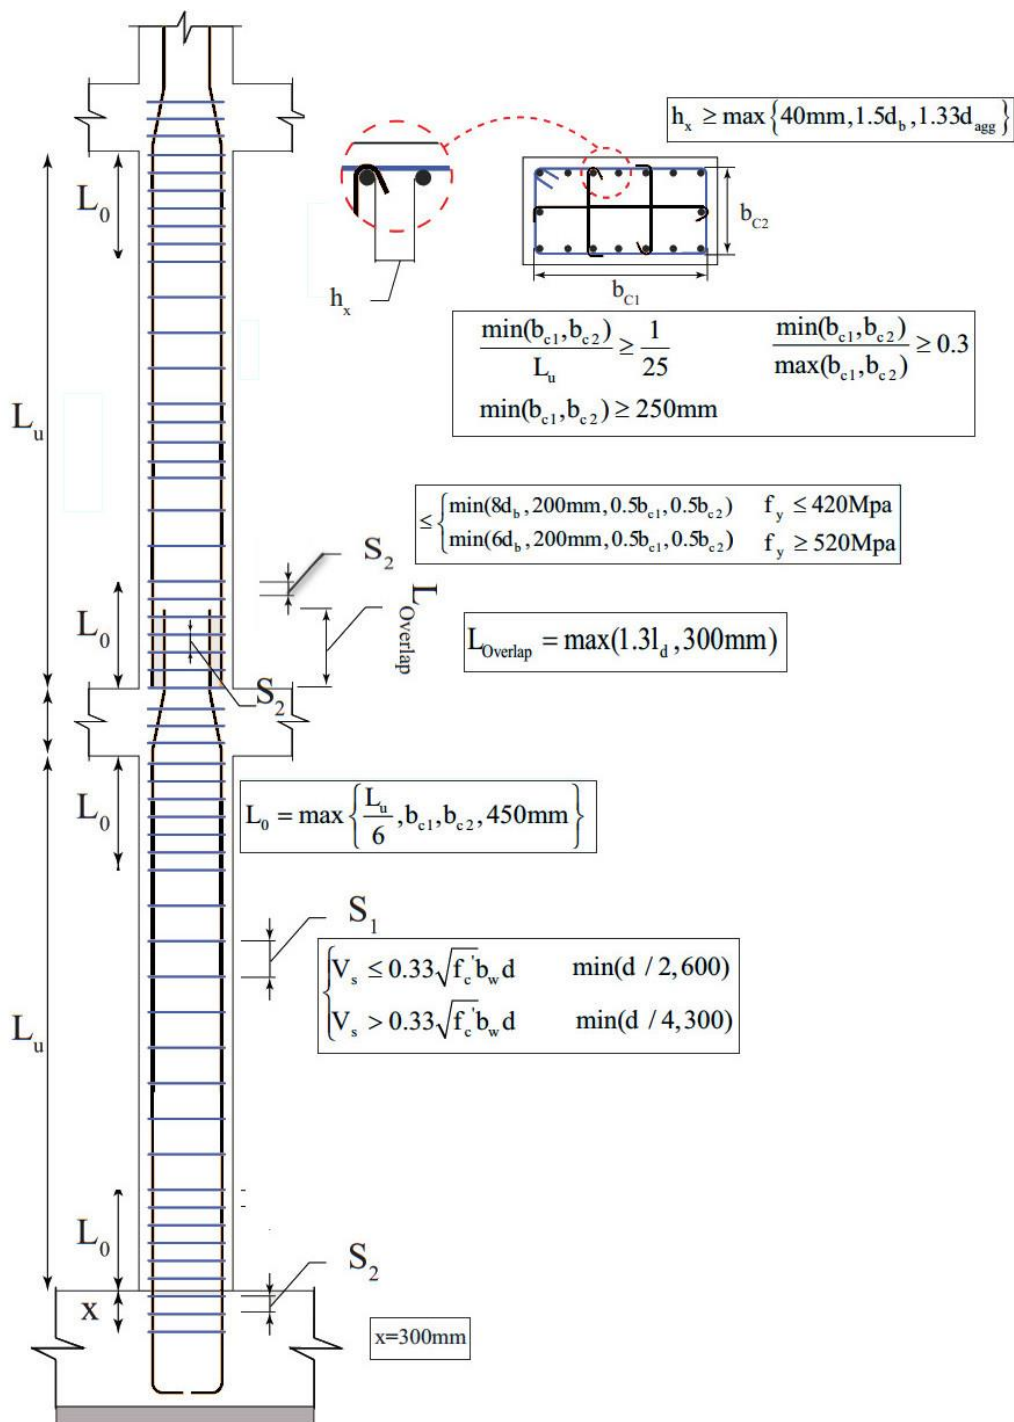 h_x ≥ max {40mm,1.5d_b,1.33d_agg}
L_0
h_x
b_C2
b_C1
min(b_c1,b_c2)/L_u ≥ 1/25
min(b_c1,b_c2)/max(b_c1,b_c2) ≥ 0.3
min(b_c1,b_c2) ≥ 250mm
L_u
≤ { min(8d_b,200mm,0.5b_c1,0.5b_c2) f_y ≤ 420Mpa
min(6d_b,200mm,0.5b_c1,0.5b_c2) f_y ≥ 520Mpa
S_2
L_Overlap
L_0
L_Overlap = max(1.3l_d,300mm)
S_2
L_0
L_0 = max {L_u/6,b_c1,b_c2,450mm}
S_1
{ V_s ≤ 0.33√f_c' b_w d min(d / 2,600)
V_s > 0.33√f_c' b_w d min(d / 4,300)
L_u
L_0
S_2
x
x=300mm